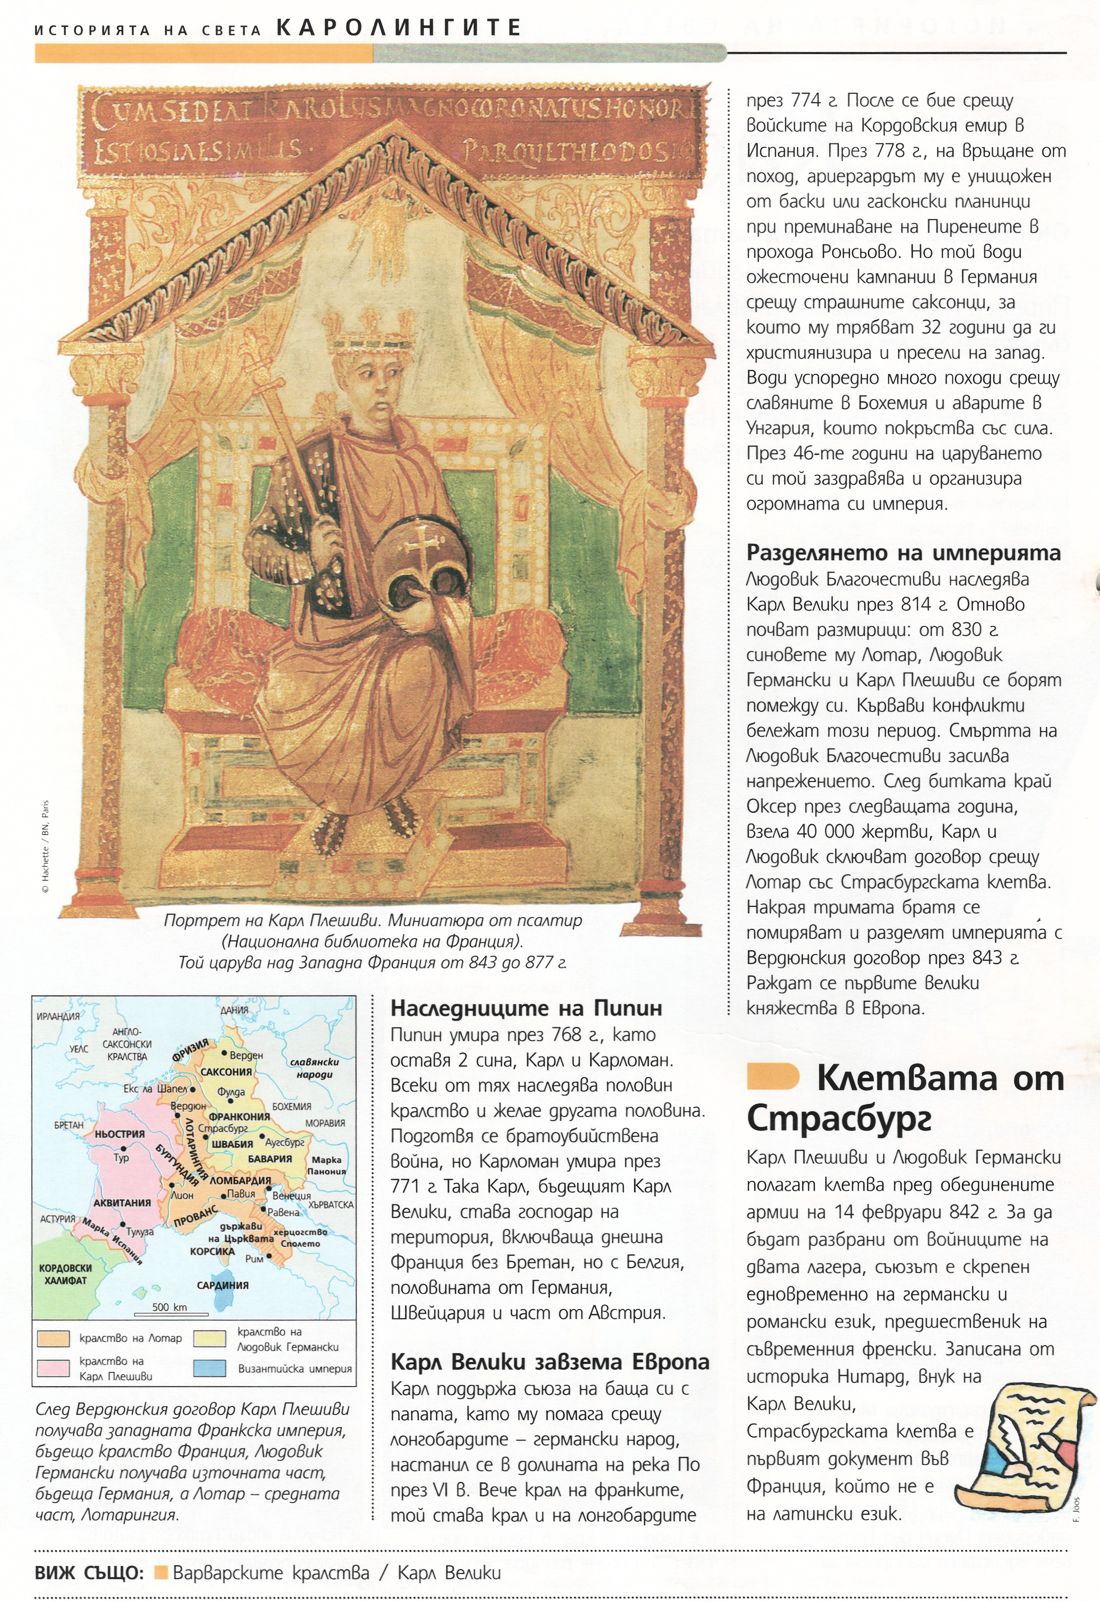 ИСТОРИЯТА НА СВЕТА КАРОЛИНГИТЕ
CUMSEDEAT KAROLUSMAGNOCORONATUSHONORE
ESTIOSIAESIMILIS · PARQUETHEODOSIO
© Hachette / BN, Paris
Портрет на Карл Плешиви. Миниатюра от псалтир
(Национална библиотека на Франция).
Той царува над Западна Франция от 843 до 877 г.
ИРЛАНДИЯ
УЕЛС
АНГЛО-
САКСОНСКИ
КРАЛСТВА
ДАНИЯ
ФРИЗИЯ
Верден
САКСОНИЯ
славянски
народи
Екс ла Шапел
Фулда
Вердюн
БОХЕМИЯ
ФРАНКОНИЯ
МОРАВИЯ
БРЕТАН
НЬОСТРИЯ
ЛОТАРИНГИЯ
Страсбург
ШВАБИЯ
Аугсбург
Тур
БУРГУНДИЯ
БАВАРИЯ
Марка
Панония
ЛОМБАРДИЯ
АКВИТАНИЯ
Лион
Павия
Венеция
ХЪРВАТСКА
АСТУРИЯ
Марка Испания
Тулуза
ПРОВАНС
Равена
държави
на Църквата
херцогство
Сполето
КОРСИКА
Рим
КОРДОВСКИ
ХАЛИФАТ
САРДИНИЯ
500 km
кралство на Лотар
кралство на
Людовик Германски
кралство на
Карл Плешиви
Византийска империя
След Вердюнския договор Карл Плешиви
получава западната Франкска империя,
бъдещо кралство Франция, Людовик
Германски получава източната част,
бъдеща Германия, а Лотар – средната
част, Лотарингия.
Наследниците на Пипин
Пипин умира през 768 г., като
оставя 2 сина, Карл и Карломан.
Всеки от тях наследява половин
кралство и желае другата половина.
Подготвя се братоубийствена
война, но Карломан умира през
771 г. Така Карл, бъдещият Карл
Велики, става господар на
територия, включваща днешна
Франция без Бретан, но с Белгия,
половината от Германия,
Швейцария и част от Австрия.
Карл Велики завзема Европа
Карл поддържа съюза на баща си с
папата, като му помага срещу
лонгобардите – германски народ,
настанил се в долината на река По
през VI в. Вече крал на франките,
той става крал и на лонгобардите
през 774 г. После се бие срещу
войските на Кордовския емир в
Испания. През 778 г., на връщане от
поход, ариергардът му е унищожен
от баски или гасконски планинци
при преминаване на Пиренеите в
прохода Ронсьово. Но той води
ожесточени кампании в Германия
срещу страшните саксонци, за
които му трябват 32 години да ги
християнизира и пресели на запад.
Води успоредно много походи срещу
славяните в Бохемия и аварите в
Унгария, които покръства със сила.
През 46-те години на царуването
си той заздравява и организира
огромната си империя.
Разделянето на империята
Людовик Благочестиви наследява
Карл Велики през 814 г. Отново
почват размирици: от 830 г.
синовете му Лотар, Людовик
Германски и Карл Плешиви се борят
помежду си. Кървави конфликти
бележат този период. Смъртта на
Людовик Благочестиви засилва
напрежението. След битката край
Оксер през следващата година,
взела 40 000 жертви, Карл и
Людовик сключват договор срещу
Лотар със Страсбургската клетва.
Накрая тримата братя се
помиряват и разделят империята с
Вердюнския договор през 843 г.
Раждат се първите велики
княжества в Европа.
Клетвата от
Страсбург
Карл Плешиви и Людовик Германски
полагат клетва пред обединените
армии на 14 февруари 842 г. За да
бъдат разбрани от войниците на
двата лагера, съюзът е скрепен
едновременно на германски и
романски език, предшественик на
съвременния френски. Записана от
историка Нитард, внук на
Карл Велики,
Страсбургската клетва е
първият документ във
Франция, който не е
на латински език.
F. Joos
ВИЖ СЪЩО: Варварските кралства / Карл Велики